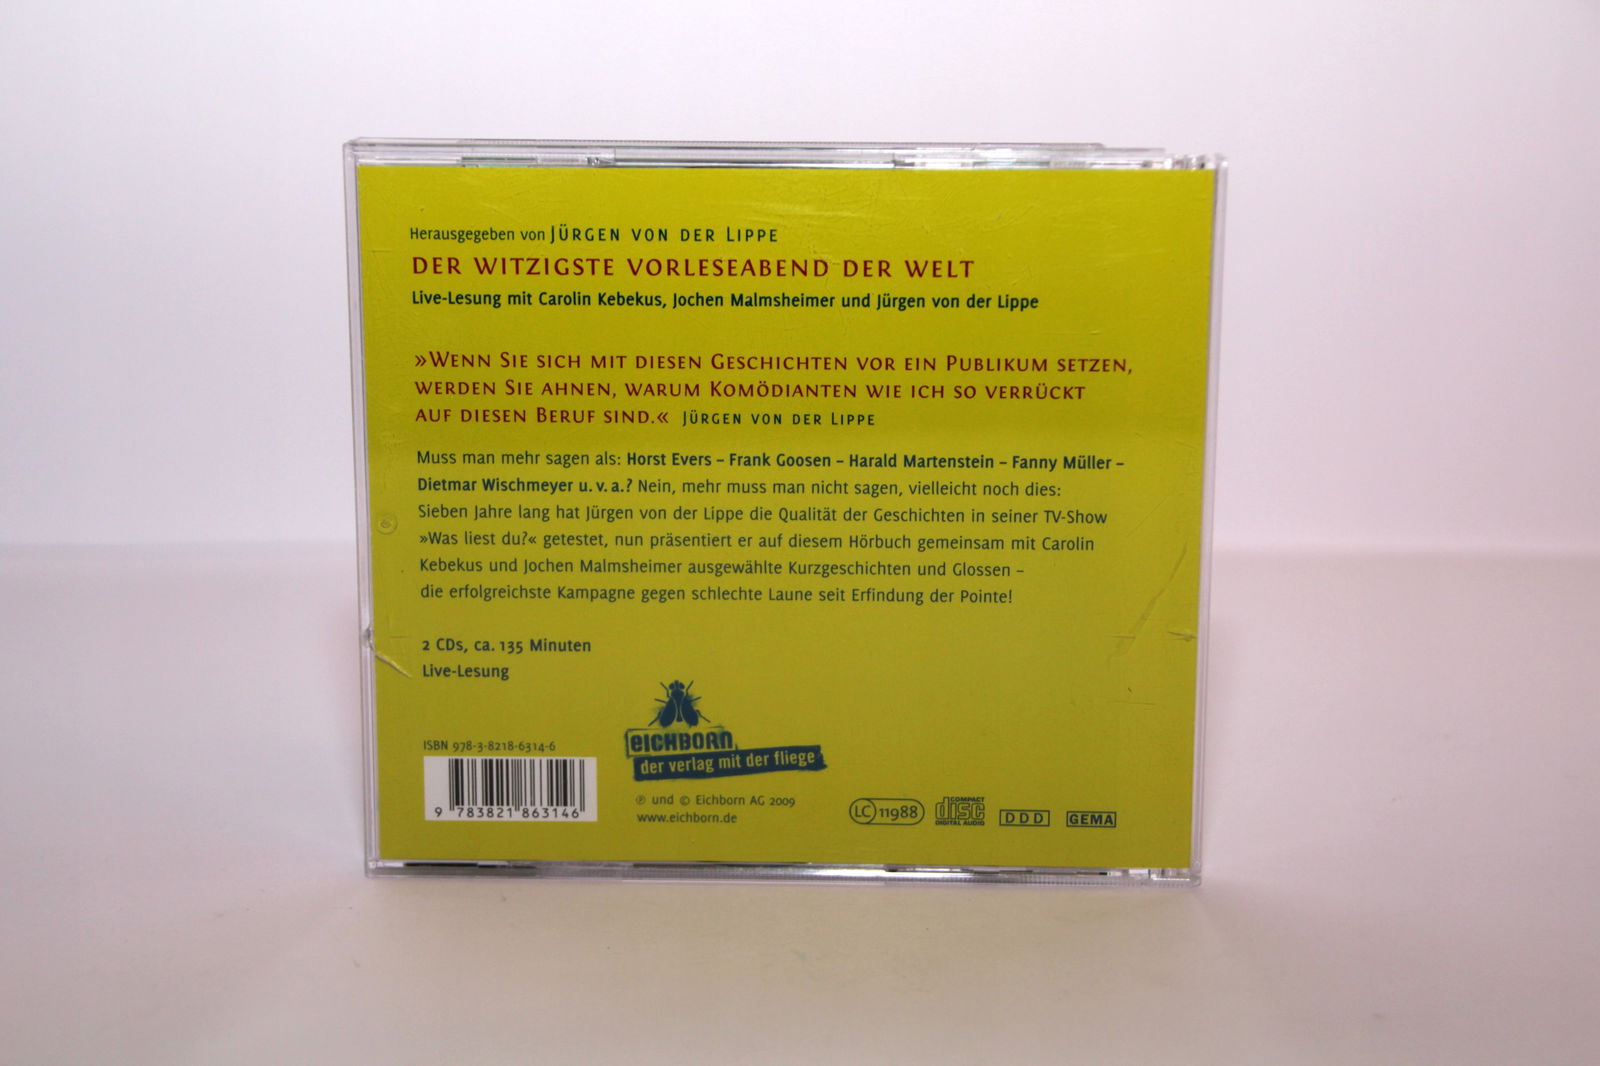 Herausgegeben von JÜRGEN VON DER LIPPE
DER WITZIGSTE VORLESEABEND DER WELT
Live-Lesung mit Carolin Kebekus, Jochen Malmsheimer und Jürgen von der Lippe
»WENN SIE SICH MIT DIESEN GESCHICHTEN VOR EIN PUBLIKUM SETZEN,
WERDEN SIE AHNEN, WARUM KOMÖDIANTEN WIE ICH SO VERRÜCKT
AUF DIESEN BERUF SIND.« JÜRGEN VON DER LIPPE
Muss man mehr sagen als: Horst Evers – Frank Goosen – Harald Martenstein – Fanny Müller –
Dietmar Wischmeyer u. v. a.? Nein, mehr muss man nicht sagen, vielleicht noch dies:
Sieben Jahre lang hat Jürgen von der Lippe die Qualität der Geschichten in seiner TV-Show
»Was liest du?« getestet, nun präsentiert er auf diesem Hörbuch gemeinsam mit Carolin
Kebekus und Jochen Malmsheimer ausgewählte Kurzgeschichten und Glossen –
die erfolgreichste Kampagne gegen schlechte Laune seit Erfindung der Pointe!
2 CDs, ca. 135 Minuten
Live-Lesung
EICHBORN
der verlag mit der fliege
ISBN 978-3-8218-6314-6
9 783821 863146
℗ und © Eichborn AG 2009
www.eichborn.de
LC 11988
COMPACT
disc
DIGITAL AUDIO
DDD
GEMA